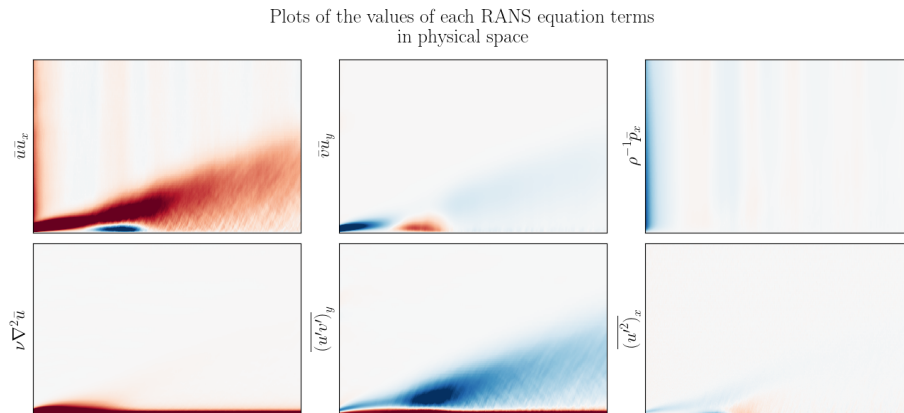 Plots of the values of each RANS equation terms
in physical space
ūū_x
v̄ū_y
ρ⁻¹p̄_x
ν∇²ū
\overline{(u′v′)}_y
\overline{(u′²)}_x